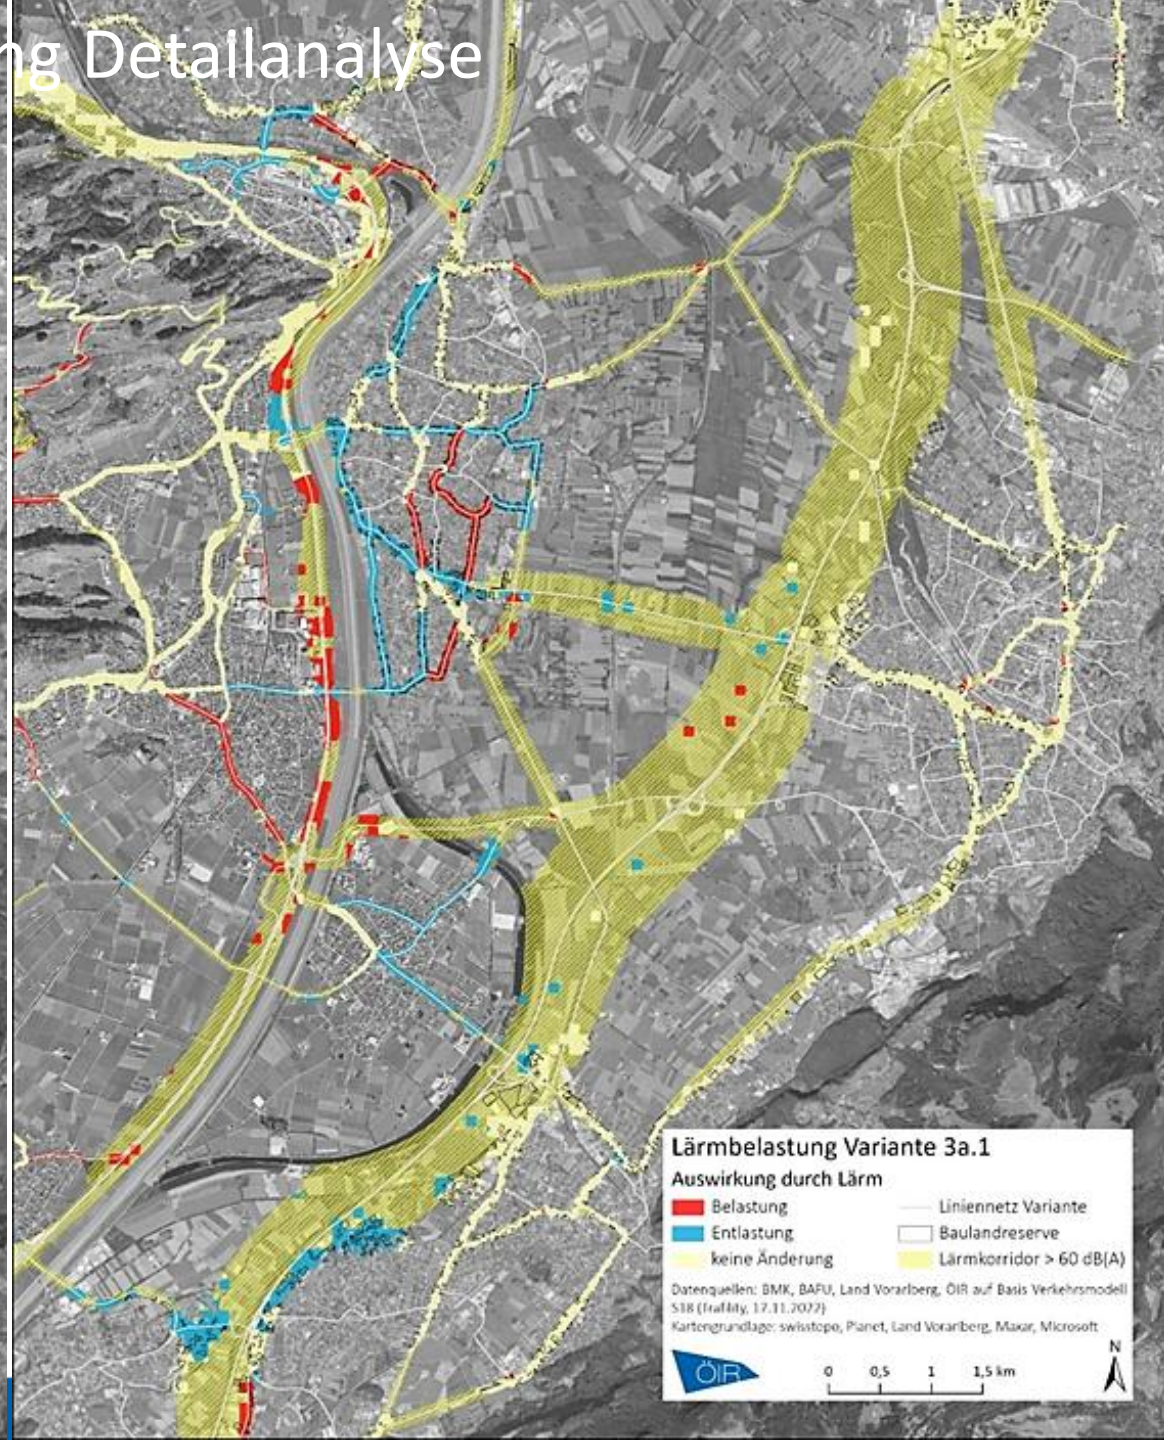 ng Detailanalyse
Lärmbelastung Variante 3a.1
Auswirkung durch Lärm
Belastung
Liniennetz Variante
Entlastung
Baulandreserve
keine Änderung
Lärmkorridor > 60 dB(A)
Datenquellen: BMK, BAFU, Land Vorarlberg, ÖIR auf Basis Verkehrsmodell
S18 (Trafility, 17.11.2022)
Kartengrundlage: swisstopo, Planet, Land Vorarlberg, Maxar, Microsoft
ÖIR
N
0 0,5 1 1,5 km